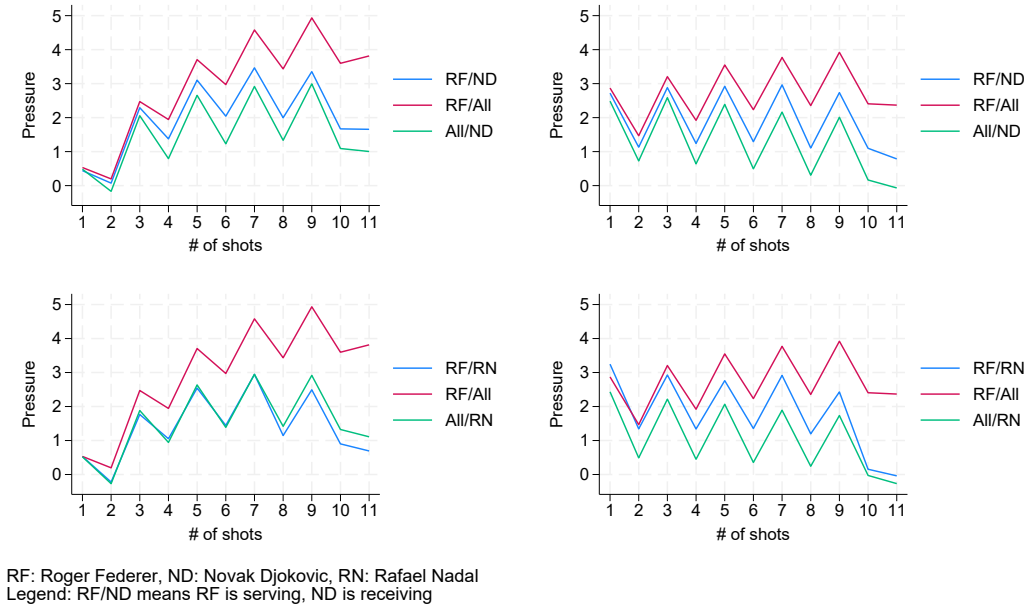 5
4
3
2
1
0
Pressure
1 2 3 4 5 6 7 8 9 10 11
# of shots
RF/ND
RF/All
All/ND
5
4
3
2
1
0
Pressure
1 2 3 4 5 6 7 8 9 10 11
# of shots
RF/ND
RF/All
All/ND
5
4
3
2
1
0
Pressure
1 2 3 4 5 6 7 8 9 10 11
# of shots
RF/RN
RF/All
All/RN
5
4
3
2
1
0
Pressure
1 2 3 4 5 6 7 8 9 10 11
# of shots
RF/RN
RF/All
All/RN
RF: Roger Federer, ND: Novak Djokovic, RN: Rafael Nadal
Legend: RF/ND means RF is serving, ND is receiving